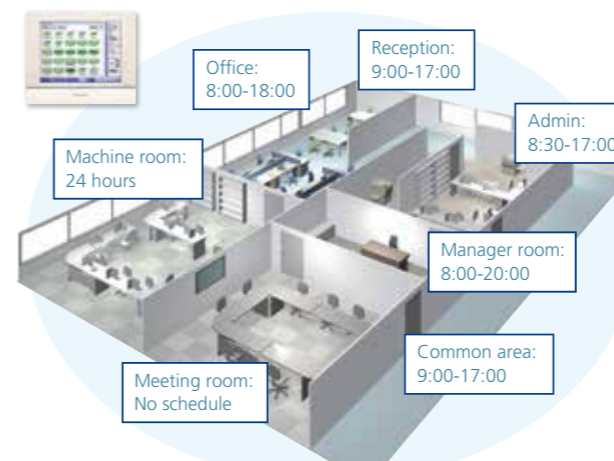 Reception:
9:00-17:00
Office:
8:00-18:00
Admin:
8:30-17:00
Machine room:
24 hours
Manager room:
8:00-20:00
Common area:
9:00-17:00
Meeting room:
No schedule